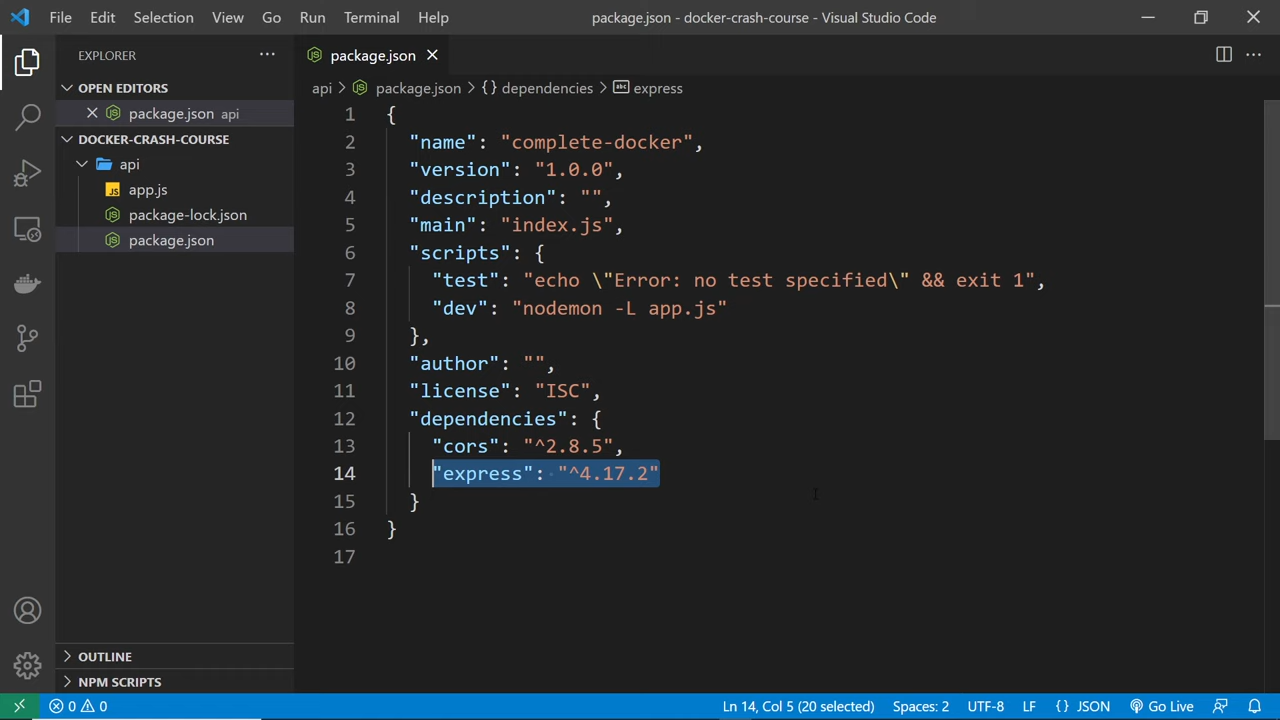 File Edit Selection View Go Run Terminal Help
package.json - docker-crash-course - Visual Studio Code
EXPLORER
OPEN EDITORS
package.json api
DOCKER-CRASH-COURSE
api
JS app.js
package-lock.json
package.json
OUTLINE
NPM SCRIPTS
package.json
api > package.json > {} dependencies > abc express
1 {
2 "name": "complete-docker",
3 "version": "1.0.0",
4 "description": "",
5 "main": "index.js",
6 "scripts": {
7 "test": "echo \"Error: no test specified\" && exit 1",
8 "dev": "nodemon -L app.js"
9 },
10 "author": "",
11 "license": "ISC",
12 "dependencies": {
13 "cors": "^2.8.5",
14 "express": "^4.17.2"
15 }
16 }
17
0 0
Ln 14, Col 5 (20 selected) Spaces: 2 UTF-8 LF {} JSON Go Live